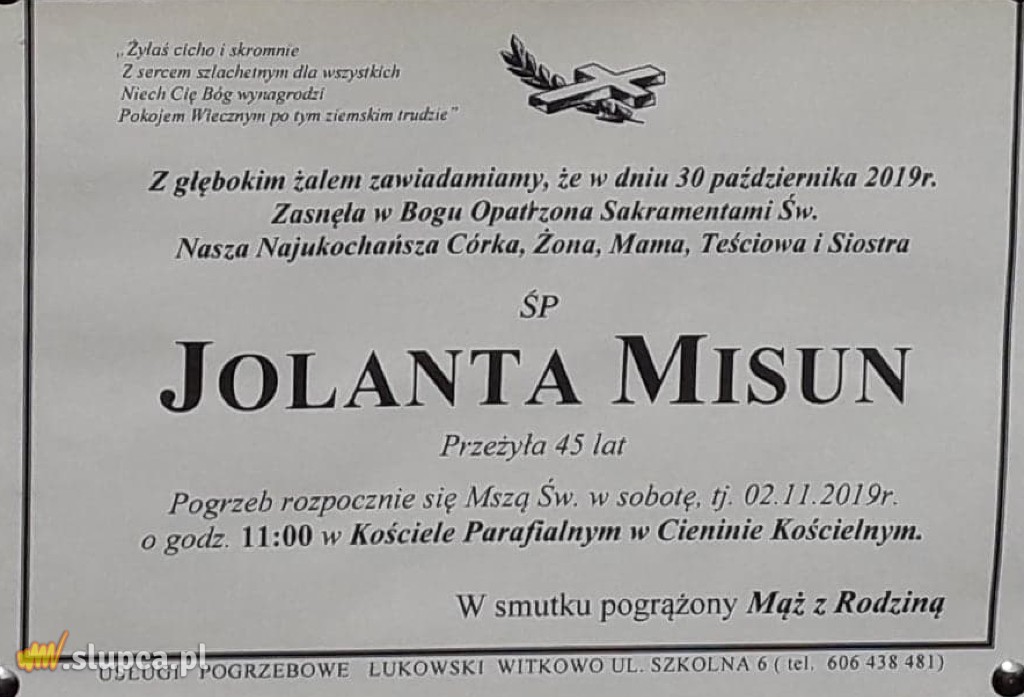 „Żyłaś cicho i skromnie
Z sercem szlachetnym dla wszystkich
Niech Cię Bóg wynagrodzi
Pokojem Wiecznym po tym ziemskim trudzie”
Z głębokim żalem zawiadamiamy, że w dniu 30 października 2019r.
Zasnęła w Bogu Opatrzona Sakramentami Św.
Nasza Najukochańsza Córka, Żona, Mama, Teściowa i Siostra
ŚP
JOLANTA MISUN
Przeżyła 45 lat
Pogrzeb rozpocznie się Mszą Św. w sobotę, tj. 02.11.2019r.
o godz. 11:00 w Kościele Parafialnym w Cieninie Kościelnym.
W smutku pogrążony Mąż z Rodziną
.slupca.pl
USŁUGI POGRZEBOWE LUKOWSKI WITKOWO UL. SZKOLNA 6 ( tel. 606 438 481)